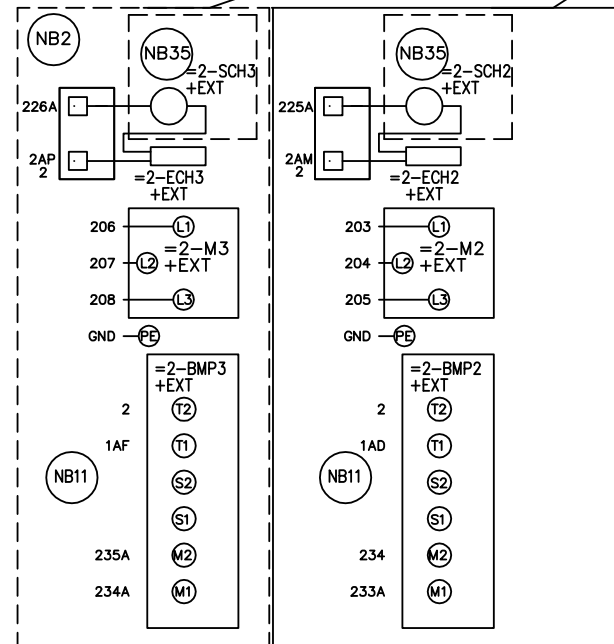 NB2
NB35
=2-SCH3
+EXT
226A
2AP
2
=2-ECH3
+EXT
206
L1
=2-M3
+EXT
207
L2
208
L3
GND
PE
=2-BMP3
+EXT
2
T2
1AF
T1
NB11
S2
S1
235A
M2
234A
M1
NB35
=2-SCH2
+EXT
225A
2AM
2
=2-ECH2
+EXT
203
L1
=2-M2
+EXT
204
L2
205
L3
GND
PE
=2-BMP2
+EXT
2
T2
1AD
T1
NB11
S2
S1
234
M2
233A
M1